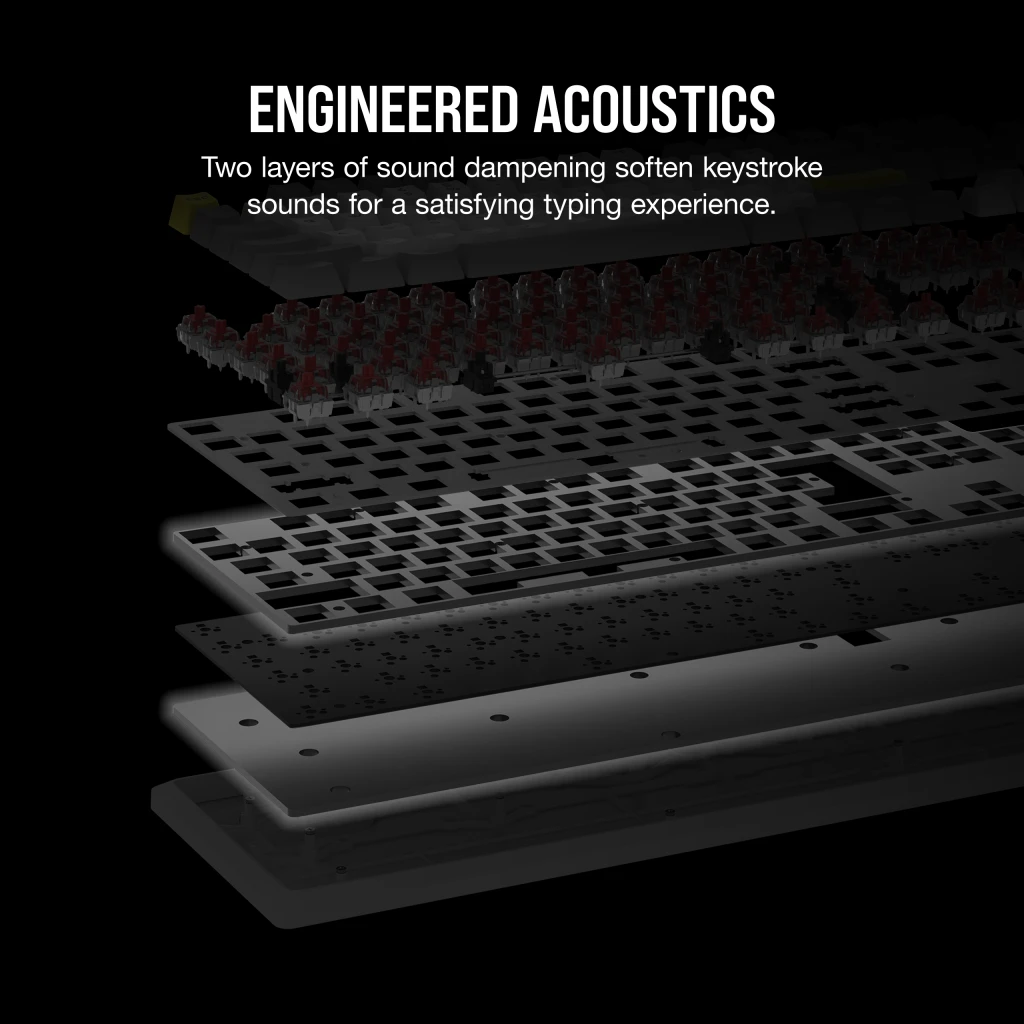 ENGINEERED ACOUSTICS
Two layers of sound dampening soften keystroke
sounds for a satisfying typing experience.